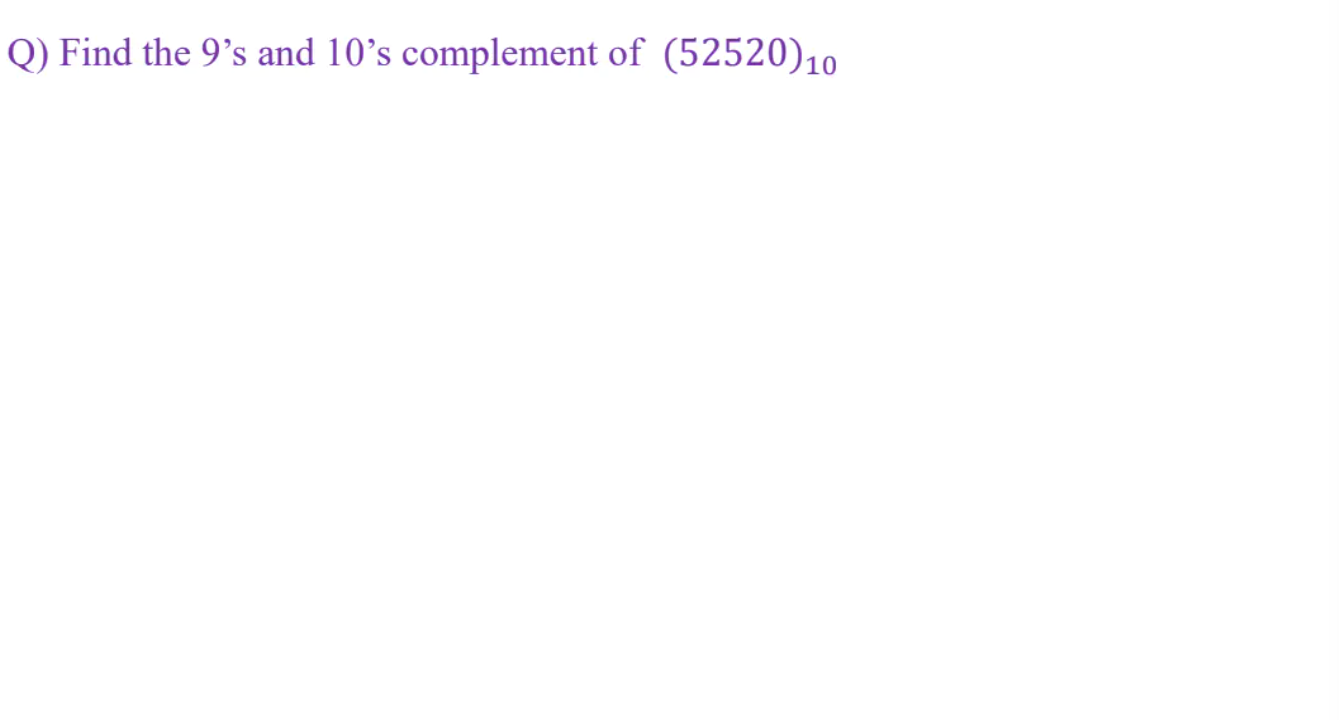 Q) Find the 9’s and 10’s complement of (52520)₁₀